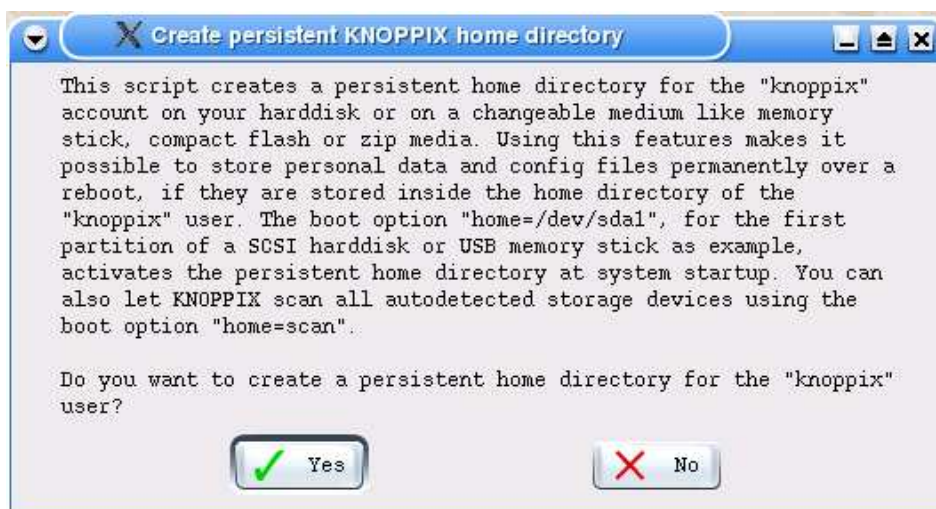 Create persistent KNOPPIX home directory
This script creates a persistent home directory for the "knoppix"
account on your harddisk or on a changeable medium like memory
stick, compact flash or zip media. Using this features makes it
possible to store personal data and config files permanently over a
reboot, if they are stored inside the home directory of the
"knoppix" user. The boot option "home=/dev/sda1", for the first
partition of a SCSI harddisk or USB memory stick as example,
activates the persistent home directory at system startup. You can
also let KNOPPIX scan all autodetected storage devices using the
boot option "home=scan".
Do you want to create a persistent home directory for the "knoppix"
user?
Yes No